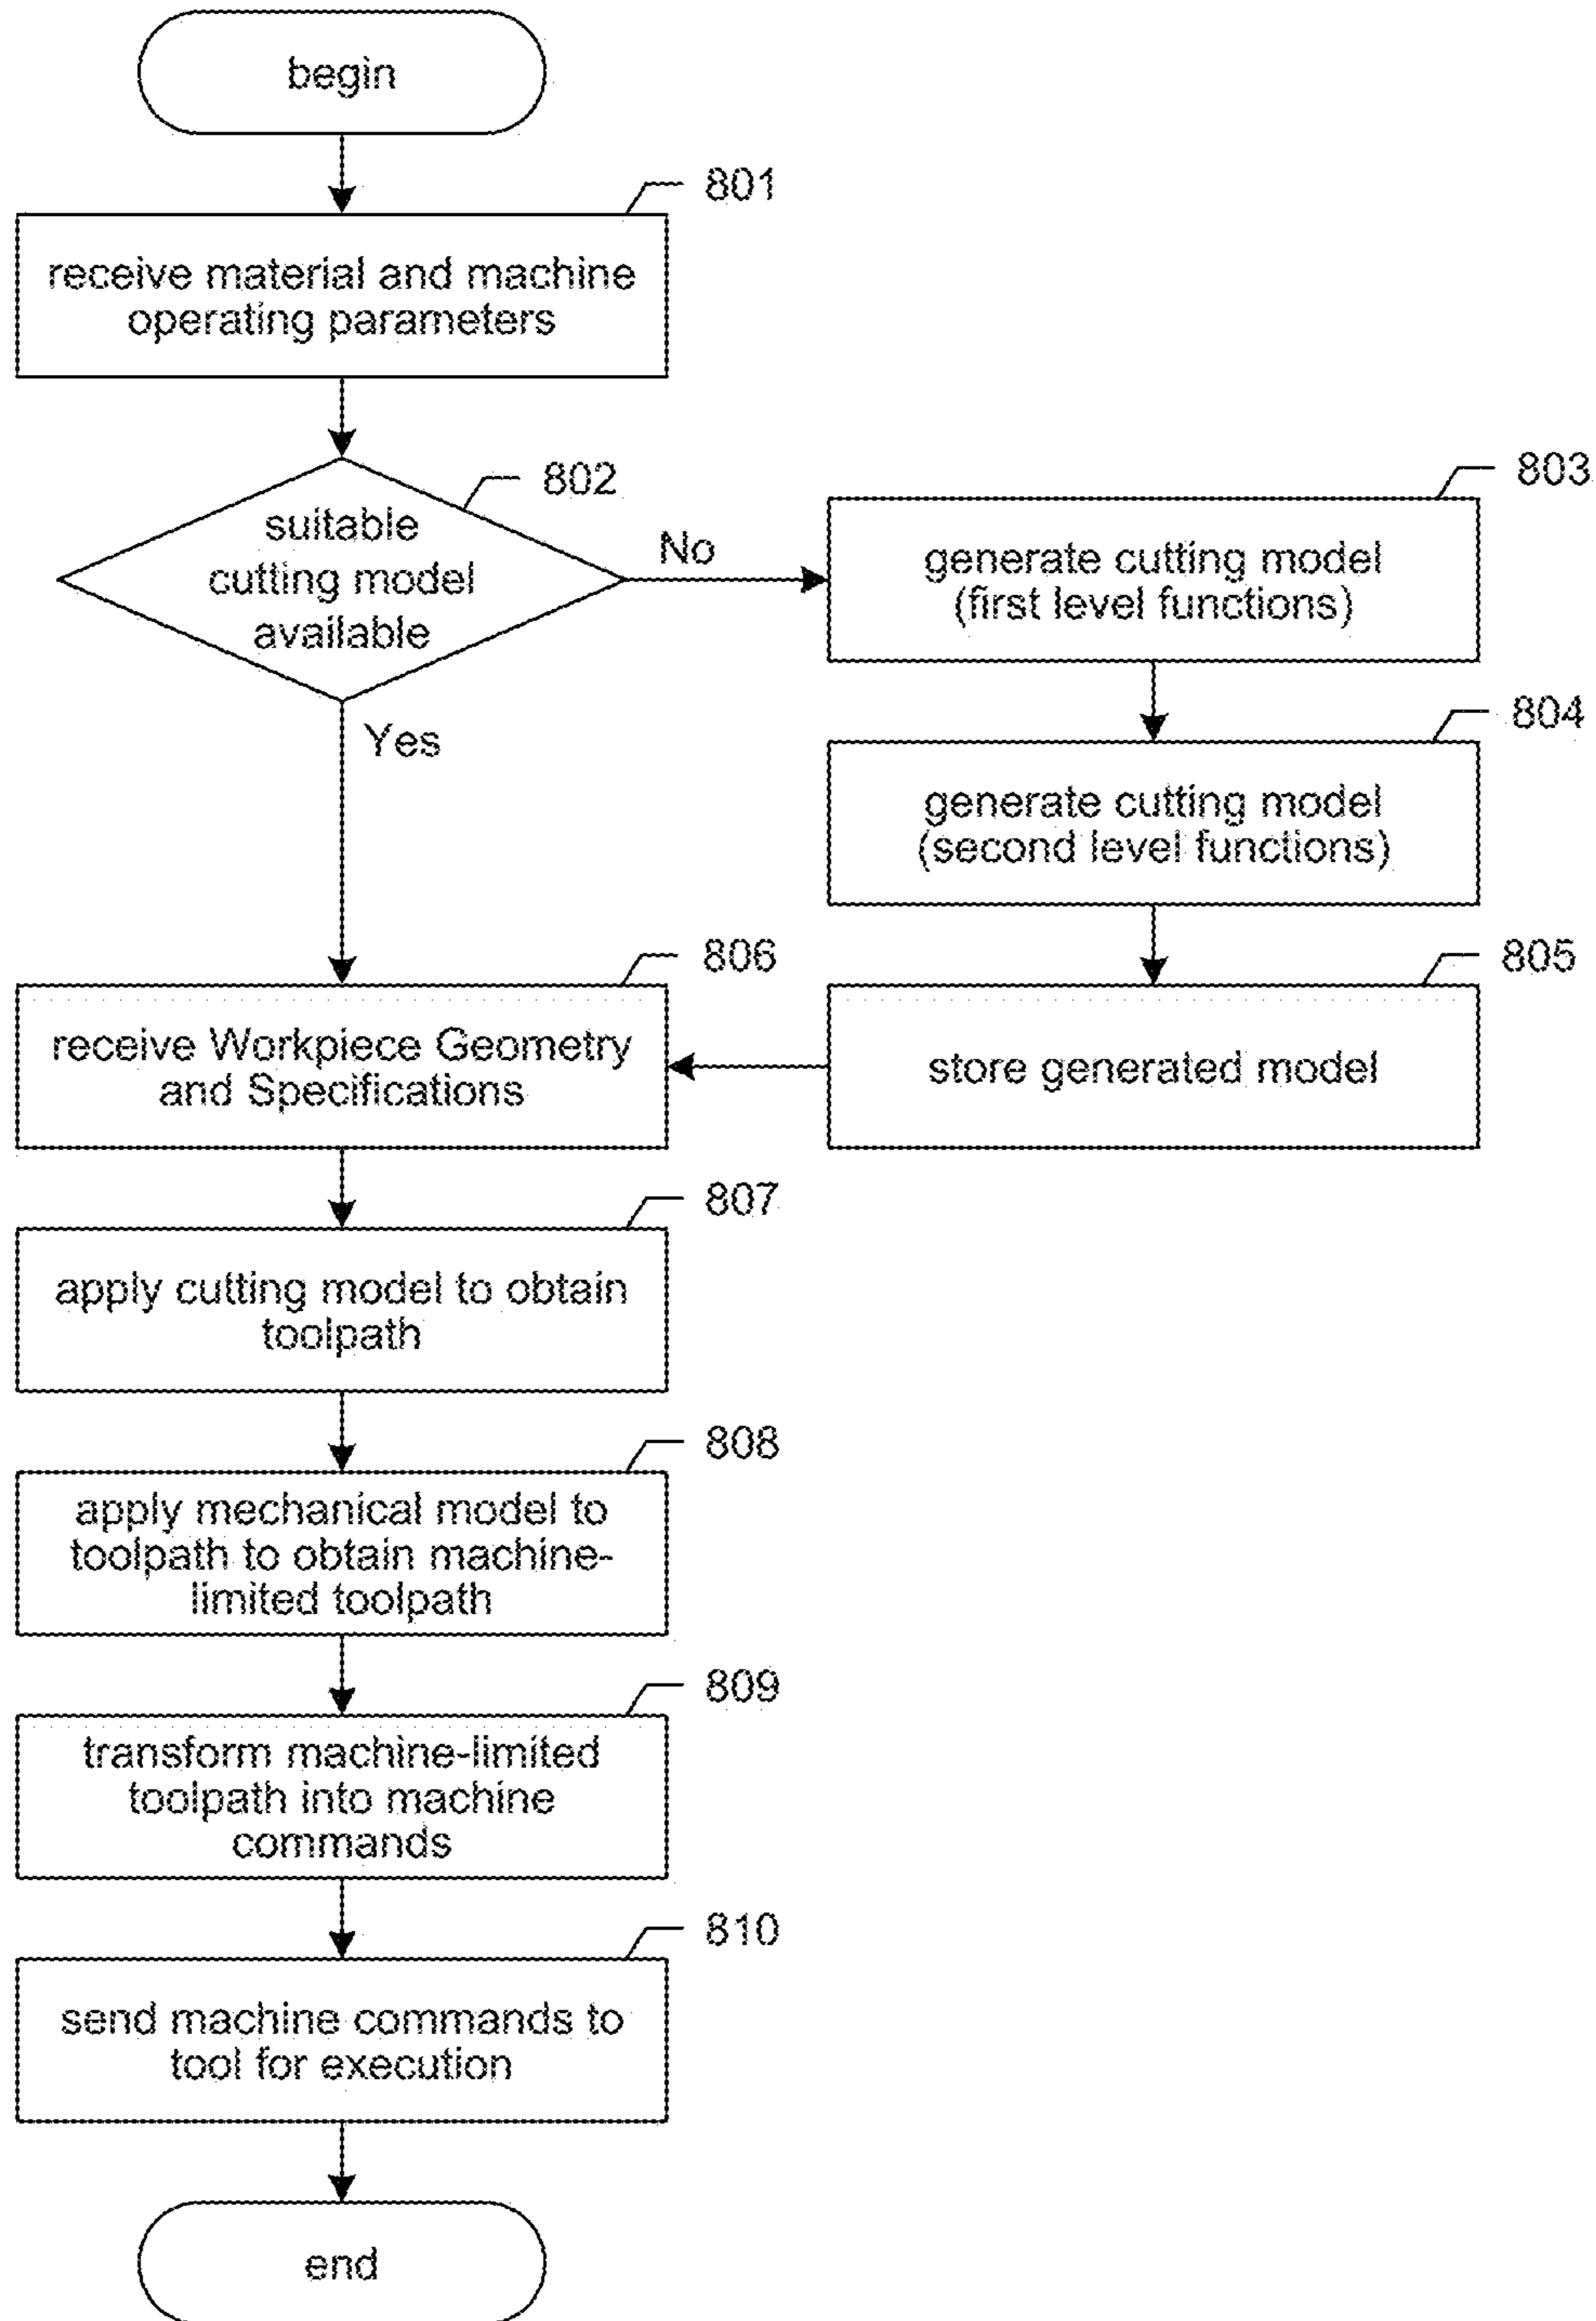 begin
801
receive material and machine
operating parameters
802
suitable
cutting model
available
No
Yes
803
generate cutting model
(first level functions)
804
generate cutting model
(second level functions)
805
store generated model
806
receive Workpiece Geometry
and Specifications
807
apply cutting model to obtain
toolpath
808
apply mechanical model to
toolpath to obtain machine-
limited toolpath
809
transform machine-limited
toolpath into machine
commands
810
send machine commands to
tool for execution
end